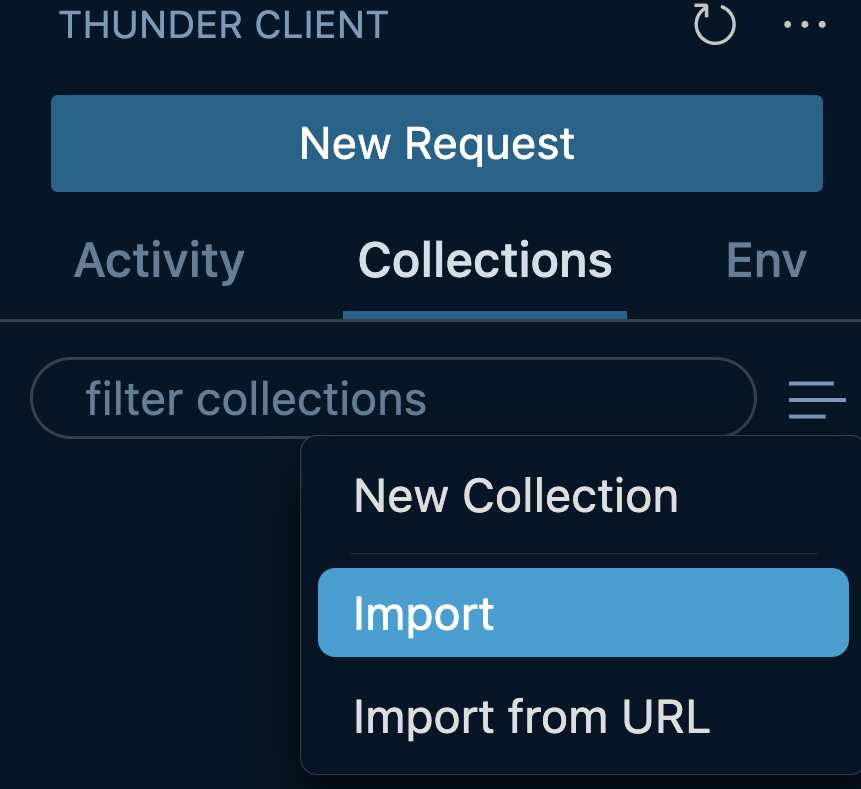 THUNDER CLIENT
New Request
Activity Collections Env
filter collections
New Collection
Import
Import from URL